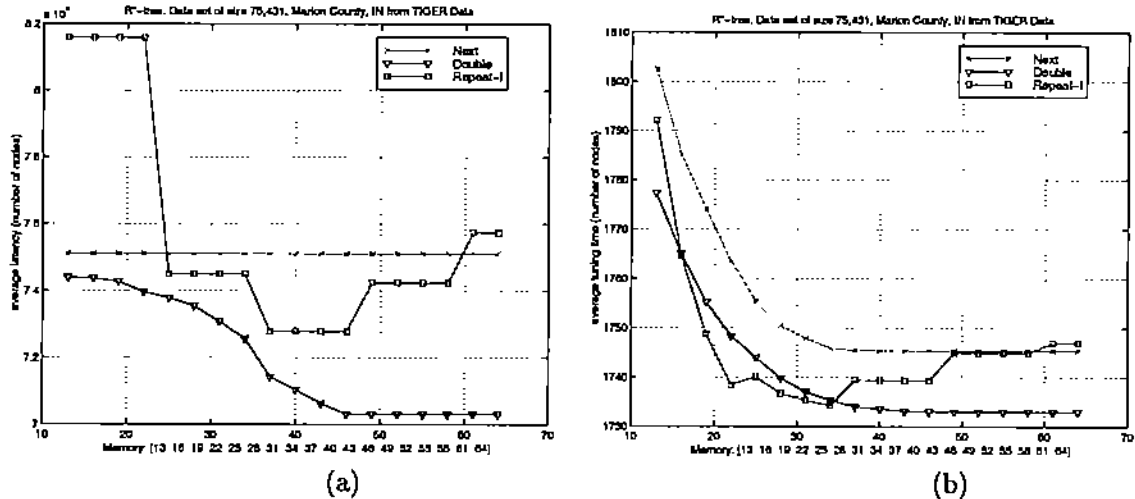 R*-tree, Data set of size 75,431, Marion County, IN from TIGER Data
8.2
8
7.8
7.6
7.4
7.2
7
average latency (number of nodes)
Next
Double
Repeat-I
10 20 30 40 50 60 70
Memory: [13 16 19 22 25 28 31 34 37 40 43 46 49 52 55 58 61 64]
(a)
R*-tree, Data set of size 75,431, Marion County, IN from TIGER Data
1810
1800
1790
1780
1770
1760
1750
1740
1730
average tuning time (number of nodes)
Next
Double
Repeat-I
10 20 30 40 50 60 70
Memory: [13 16 19 22 25 28 31 34 37 40 43 46 49 52 55 58 61 64]
(b)